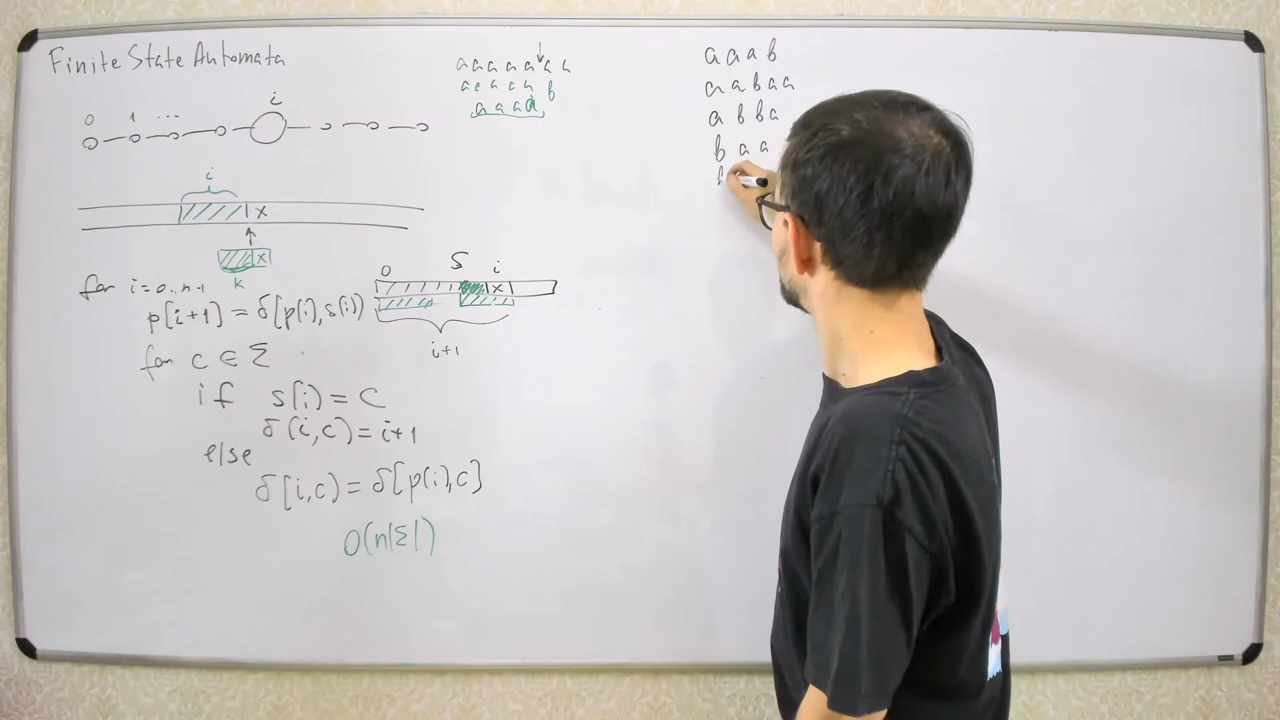 Finite State Automata
0 1 ... i
i
x
x
k
for i=0..n-1
p[i+1] = δ[p(i),s(i)]
for c ∈ Σ
if s[i) = c
δ(i,c) = i+1
else
δ[i,c) = δ[p(i),c]
O(n|Σ|)
a a a a a a a
a a a a a b
a a a a
0 S i
x
i+1
a a a b
a a b a a
a b b a
b a a